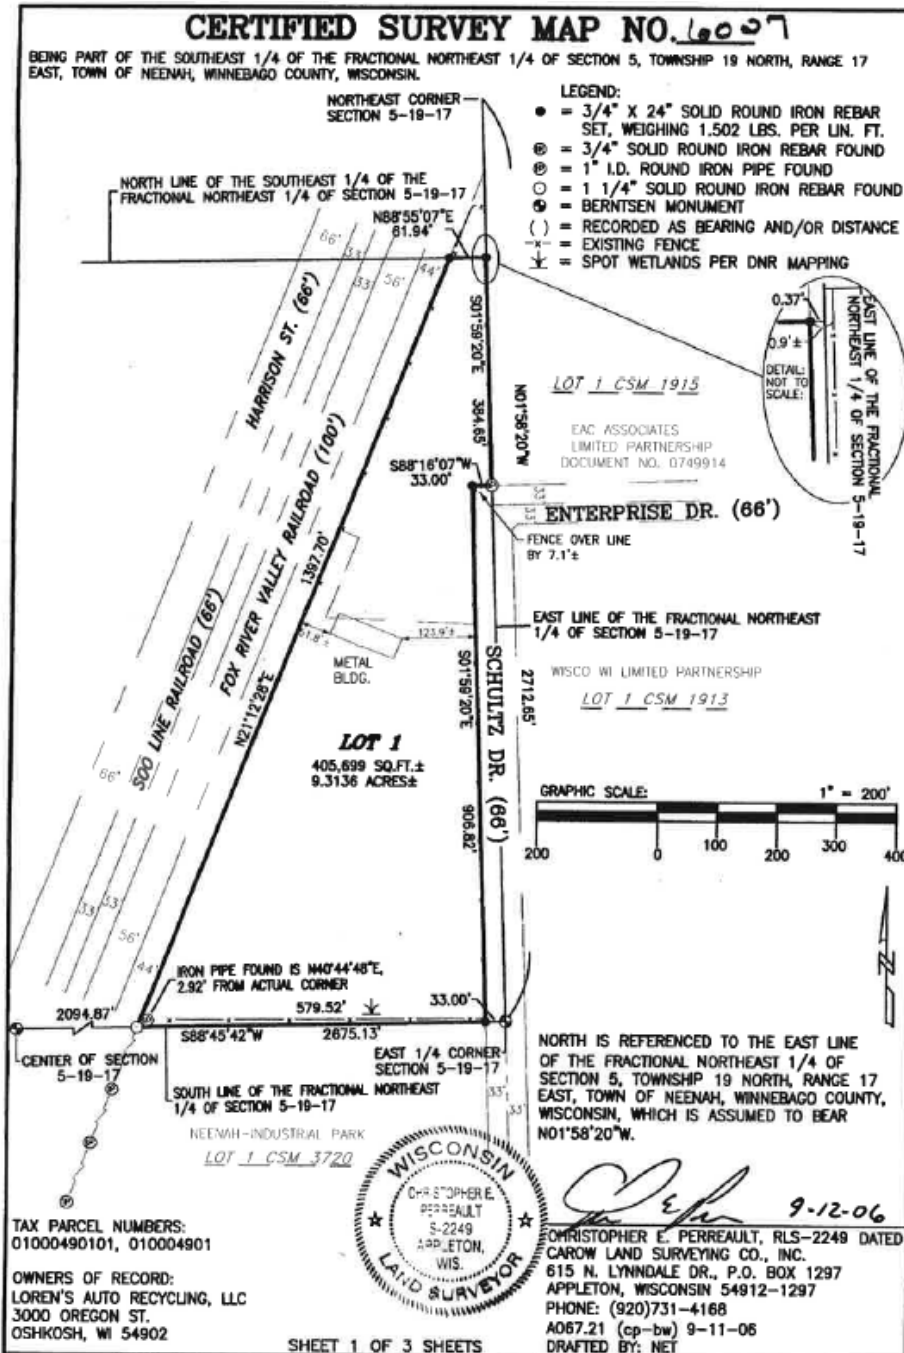 CERTIFIED SURVEY MAP NO. 6007
BEING PART OF THE SOUTHEAST 1/4 OF THE FRACTIONAL NORTHEAST 1/4 OF SECTION 5, TOWNSHIP 19 NORTH, RANGE 17
EAST, TOWN OF NEENAH, WINNEBAGO COUNTY, WISCONSIN.
NORTHEAST CORNER
SECTION 5-19-17
LEGEND:
● = 3/4" X 24" SOLID ROUND IRON REBAR
SET, WEIGHING 1.502 LBS. PER LIN. FT.
= 3/4" SOLID ROUND IRON REBAR FOUND
= 1" I.D. ROUND IRON PIPE FOUND
○ = 1 1/4" SOLID ROUND IRON REBAR FOUND
= BERNTSEN MONUMENT
( ) = RECORDED AS BEARING AND/OR DISTANCE
-x- = EXISTING FENCE
= SPOT WETLANDS PER DNR MAPPING
NORTH LINE OF THE SOUTHEAST 1/4 OF THE
FRACTIONAL NORTHEAST 1/4 OF SECTION 5-19-17
N88°55'07"E
61.94'
66'
33'
33'
56'
44'
HARRISON ST. (66')
SOO LINE RAILROAD (66')
FOX RIVER VALLEY RAILROAD (100')
1397.70'
N21°12'28"E
S01°59'20"E
384.65'
N01°58'20"W
0.37'
0.9'±
DETAIL:
NOT TO
SCALE:
EAST LINE OF THE FRACTIONAL
NORTHEAST 1/4 OF SECTION 5-19-17
LOT 1 CSM 1915
EAC ASSOCIATES
LIMITED PARTNERSHIP
DOCUMENT NO. 0749914
S88°16'07"W
33.00'
33'
33'
ENTERPRISE DR. (66')
FENCE OVER LINE
BY 7.1'±
EAST LINE OF THE FRACTIONAL NORTHEAST
1/4 OF SECTION 5-19-17
61.8'±
123.9'±
METAL
BLDG.
S01°59'20"E
906.82'
SCHULTZ DR. (66')
2712.65'
WISCO WI LIMITED PARTNERSHIP
LOT 1 CSM 1913
LOT 1
405,699 SQ.FT.±
9.3136 ACRES±
GRAPHIC SCALE: 1" = 200'
200 0 100 200 300 400
66'
33'
33'
56'
44'
IRON PIPE FOUND IS N40°44'48"E,
2.92' FROM ACTUAL CORNER
2094.87'
579.52'
33.00'
S88°45'42"W
2675.13'
CENTER OF SECTION
5-19-17
EAST 1/4 CORNER
SECTION 5-19-17
SOUTH LINE OF THE FRACTIONAL NORTHEAST
1/4 OF SECTION 5-19-17
33'
33'
NEENAH-INDUSTRIAL PARK
LOT 1 CSM 3720
NORTH IS REFERENCED TO THE EAST LINE
OF THE FRACTIONAL NORTHEAST 1/4 OF
SECTION 5, TOWNSHIP 19 NORTH, RANGE 17
EAST, TOWN OF NEENAH, WINNEBAGO COUNTY,
WISCONSIN, WHICH IS ASSUMED TO BEAR
N01°58'20"W.
N
WISCONSIN
CHRISTOPHER E.
PERREAULT
S-2249
APPLETON,
WIS.
LAND SURVEYOR
9-12-06
CHRISTOPHER E. PERREAULT, RLS-2249 DATED
CAROW LAND SURVEYING CO., INC.
615 N. LYNNDALE DR., P.O. BOX 1297
APPLETON, WISCONSIN 54912-1297
PHONE: (920)731-4168
A067.21 (cp-bw) 9-11-06
DRAFTED BY: NET
TAX PARCEL NUMBERS:
01000490101, 010004901
OWNERS OF RECORD:
LOREN'S AUTO RECYCLING, LLC
3000 OREGON ST.
OSHKOSH, WI 54902
SHEET 1 OF 3 SHEETS